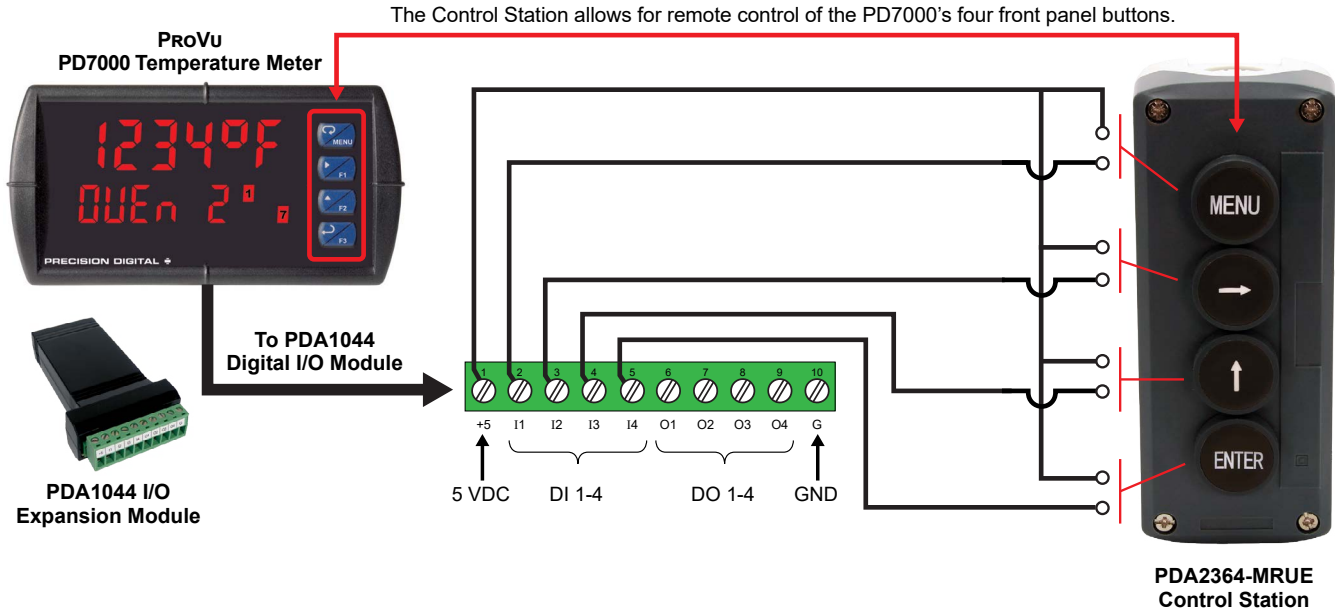 The Control Station allows for remote control of the PD7000's four front panel buttons.
PROVU
PD7000 Temperature Meter
1234°F
OVEn 2 1
7
MENU
F1
F2
F3
PRECISION DIGITAL
To PDA1044
Digital I/O Module
PDA1044 I/O
Expansion Module
1 2 3 4 5 6 7 8 9 10
+5 I1 I2 I3 I4 O1 O2 O3 O4 G
5 VDC DI 1-4 DO 1-4 GND
MENU
ENTER
PDA2364-MRUE
Control Station